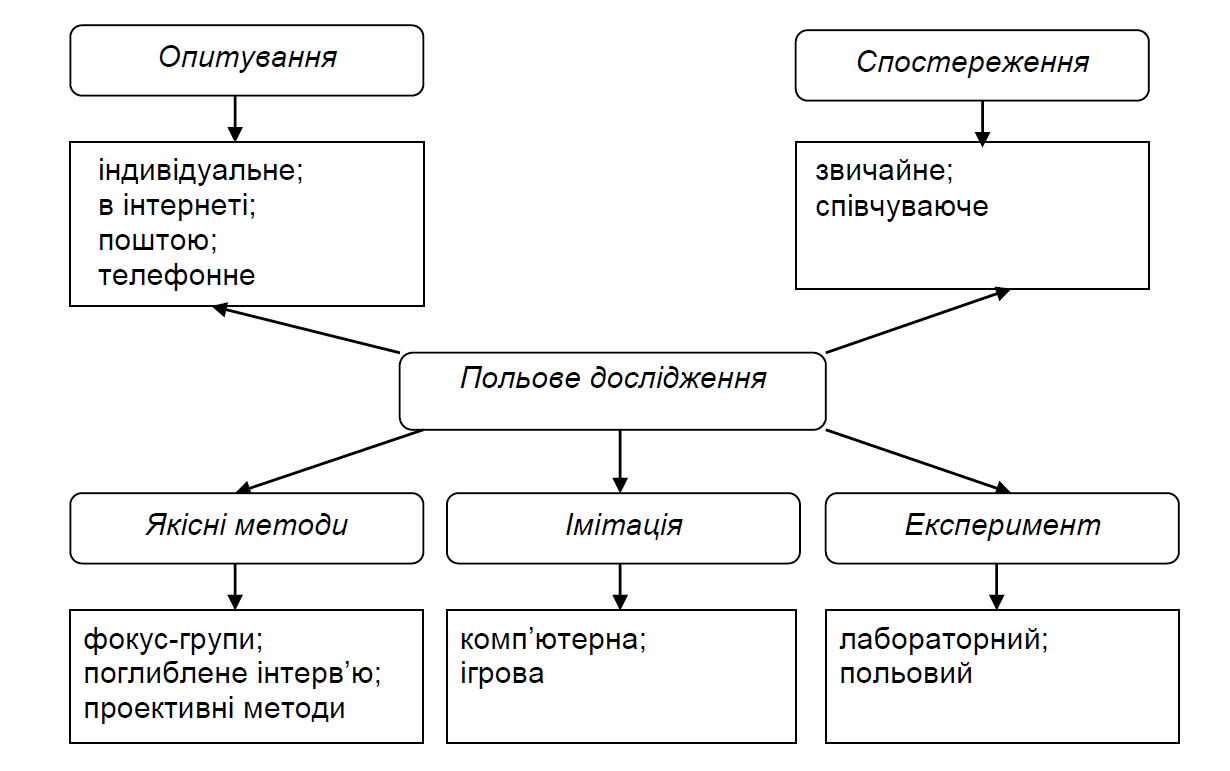 Опитування
індивідуальне;
в інтернеті;
поштою;
телефонне
Спостереження
звичайне;
співчуваюче
Польове дослідження
Якісні методи
фокус-групи;
поглиблене інтерв’ю;
проективні методи
Імітація
комп’ютерна;
ігрова
Експеримент
лабораторний;
польовий